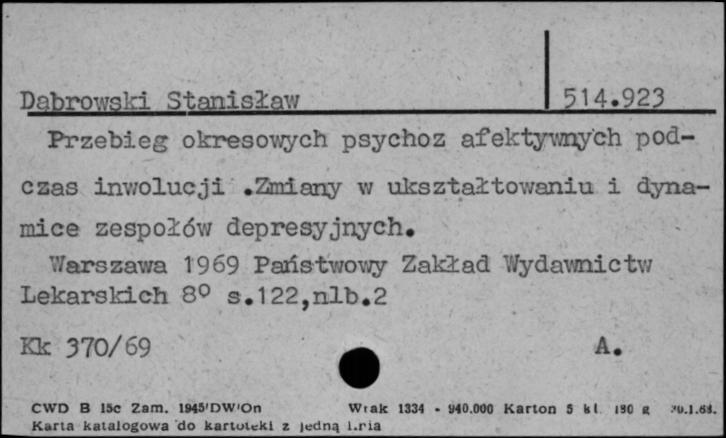 Dąbrowski Stanisław 514.923
Przebieg okresowych psychoz afektywnych pod-
czas inwolucji .Zmiany w ukształtowaniu i dyna-
mice zespołów depresyjnych.
Warszawa 1969 Państwowy Zakład Wydawnictw
Lekarskich 8° s.122,nlb.2
Kk 370/69 A.
CWD B 15c Zam. 1945/DW/On Wrak 1334 - 940.000 Karton 5 kl. 180 g
Karta katalogowa do kartoteki z jedną